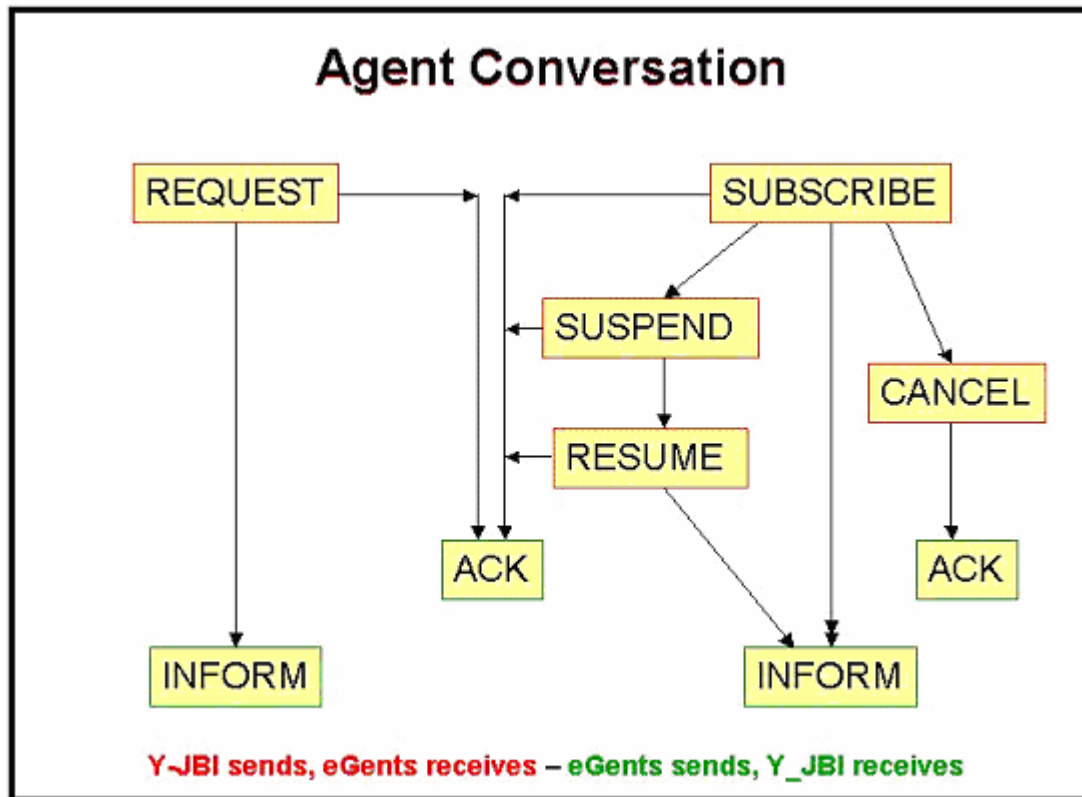 Agent Conversation
REQUEST
SUBSCRIBE
SUSPEND
CANCEL
RESUME
ACK
ACK
INFORM
INFORM
Y-JBI sends, eGents receives – eGents sends, Y_JBI receives